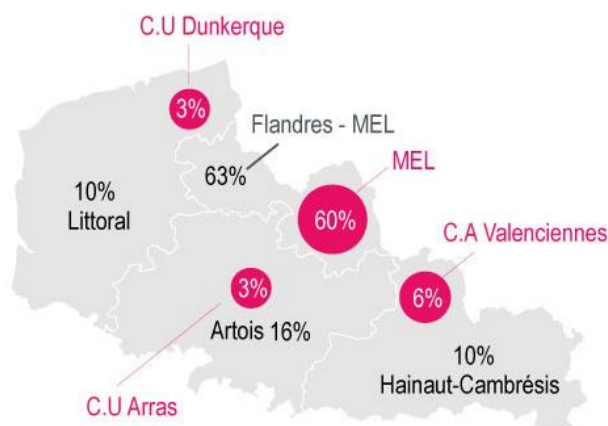 C.U Dunkerque
3%
Flandres - MEL
63%
MEL
10%
Littoral
60%
C.A Valenciennes
3%
6%
Artois 16%
10%
Hainaut-Cambrésis
C.U Arras